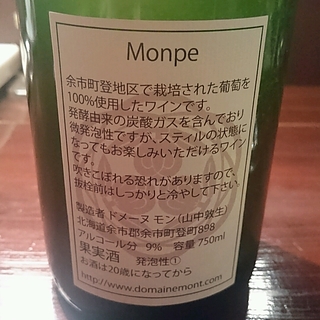 Monpe
余市町登地区で栽培された葡萄を
100%使用したワインです。
発酵由来の炭酸ガスを含んでおり
微発泡性ですが、スティルの状態に
なってもお楽しみいただけるワイン
です。
吹きこぼれる恐れがありますので、
抜栓前はしっかりと冷やして下さい。
製造者 ドメーヌ モン（山中敦生）
北海道余市郡余市町登町898
アルコール分 9% 容量 750ml
果実酒 発泡性①
お酒は20歳になってから
http://www.domainemont.com